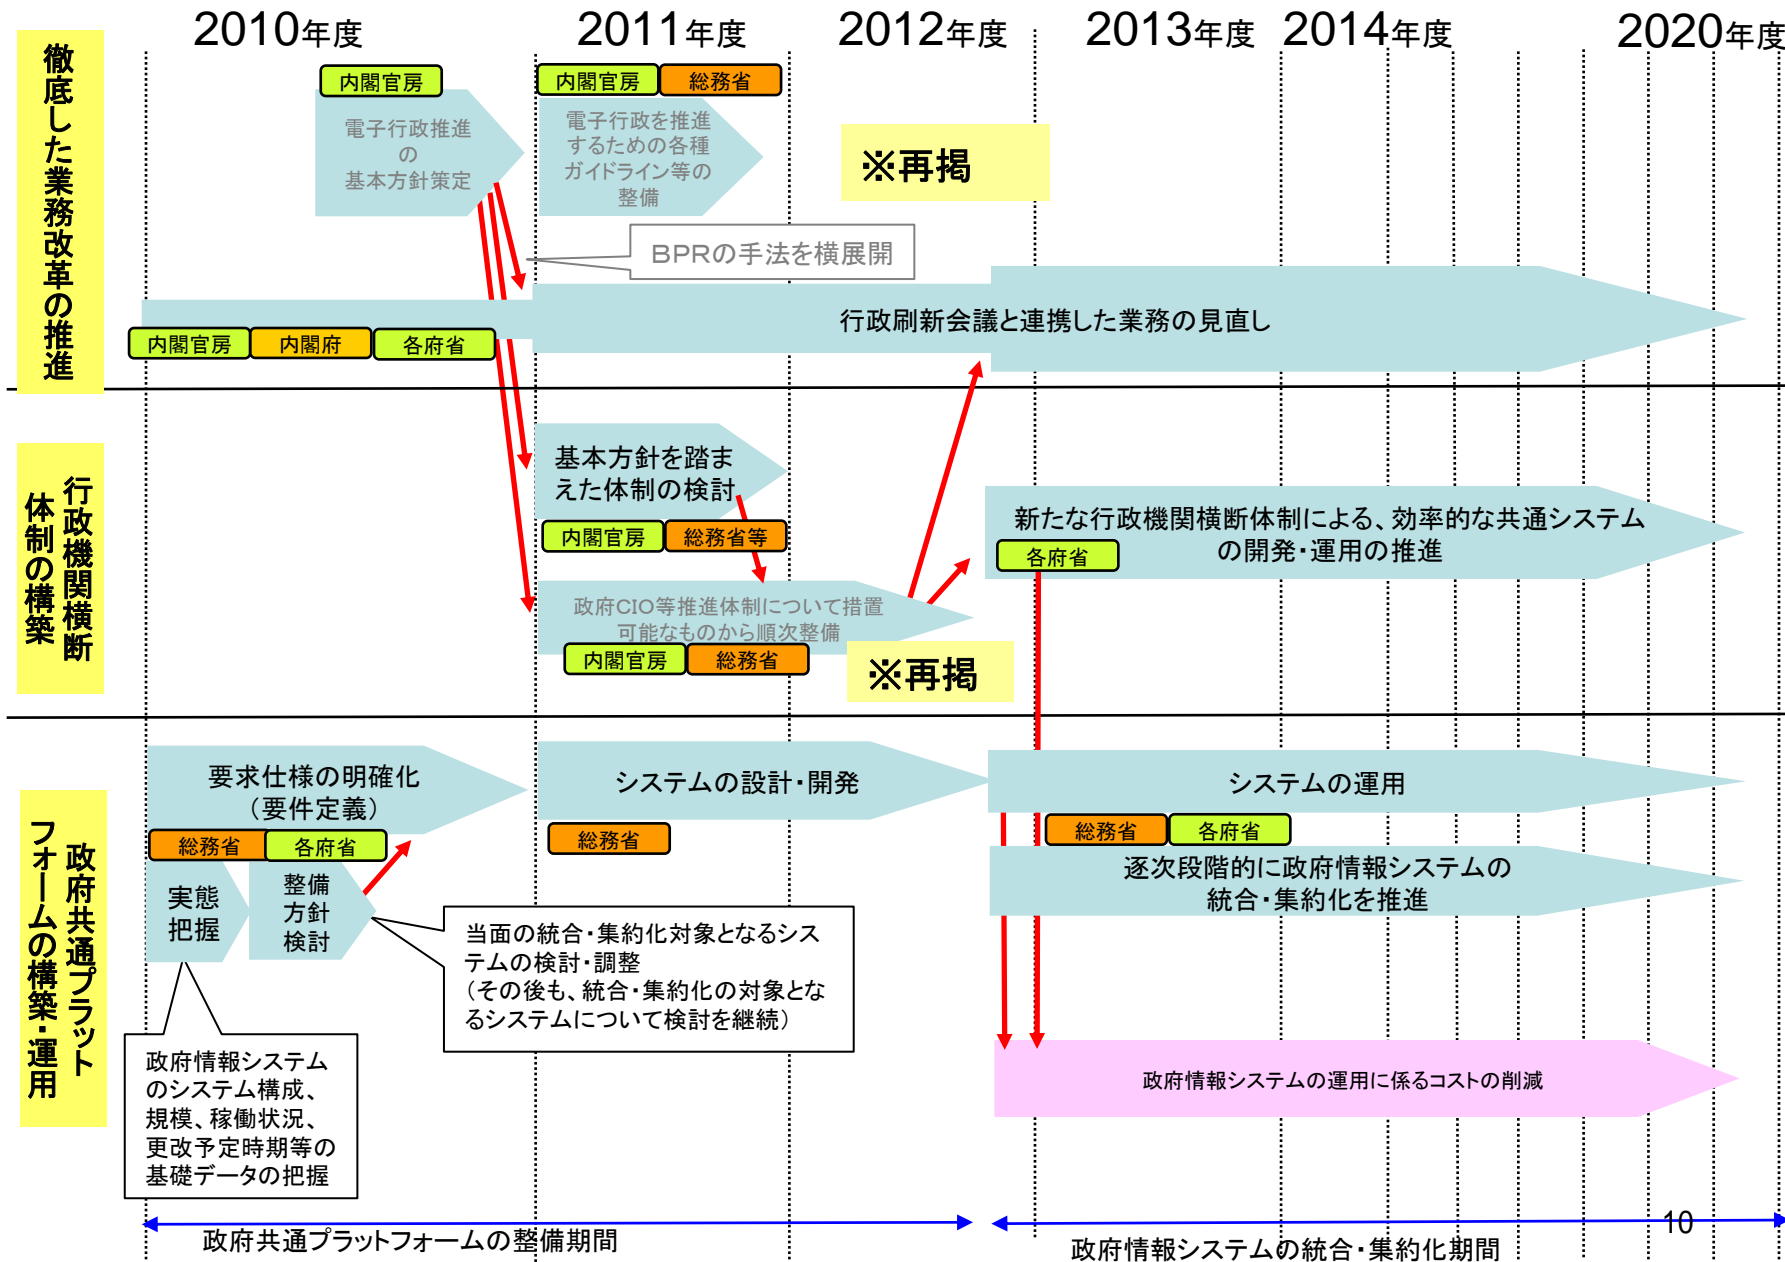 2010年度
2011年度
2012年度
2013年度
2014年度
2020年度
徹底した業務改革の推進
内閣官房
電子行政推進
の
基本方針策定
内閣官房
総務省
電子行政を推進
するための各種
ガイドライン等の
整備
※再掲
BPRの手法を横展開
行政刷新会議と連携した業務の見直し
内閣官房
内閣府
各府省
行政機関横断
体制の構築
基本方針を踏ま
えた体制の検討
内閣官房
総務省等
新たな行政機関横断体制による、効率的な共通システム
の開発・運用の推進
各府省
政府CIO等推進体制について措置
可能なものから順次整備
内閣官房
総務省
※再掲
政府共通プラット
フォームの構築・運用
要求仕様の明確化
（要件定義）
総務省
各府省
実態
把握
整備
方針
検討
システムの設計・開発
総務省
システムの運用
総務省
各府省
逐次段階的に政府情報システムの
統合・集約化を推進
当面の統合・集約化対象となるシス
テムの検討・調整
（その後も、統合・集約化の対象とな
るシステムについて検討を継続）
政府情報システム
のシステム構成、
規模、稼働状況、
更改予定時期等の
基礎データの把握
政府情報システムの運用に係るコストの削減
政府共通プラットフォームの整備期間
政府情報システムの統合・集約化期間
10